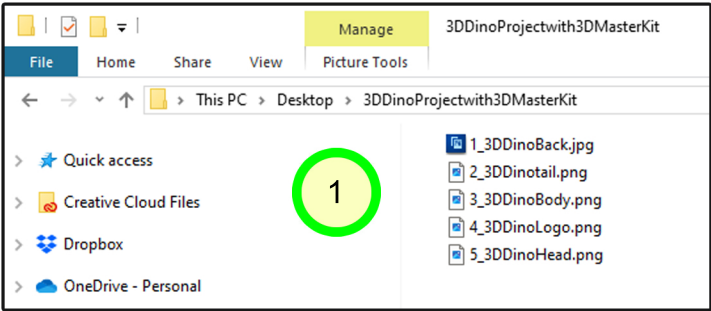 Manage
3DDinoProjectwith3DMasterKit
File
Home
Share
View
Picture Tools
This PC > Desktop > 3DDinoProjectwith3DMasterKit
Quick access
Creative Cloud Files
Dropbox
OneDrive - Personal
1
1_3DDinoBack.jpg
2_3DDinotail.png
3_3DDinoBody.png
4_3DDinoLogo.png
5_3DDinoHead.png